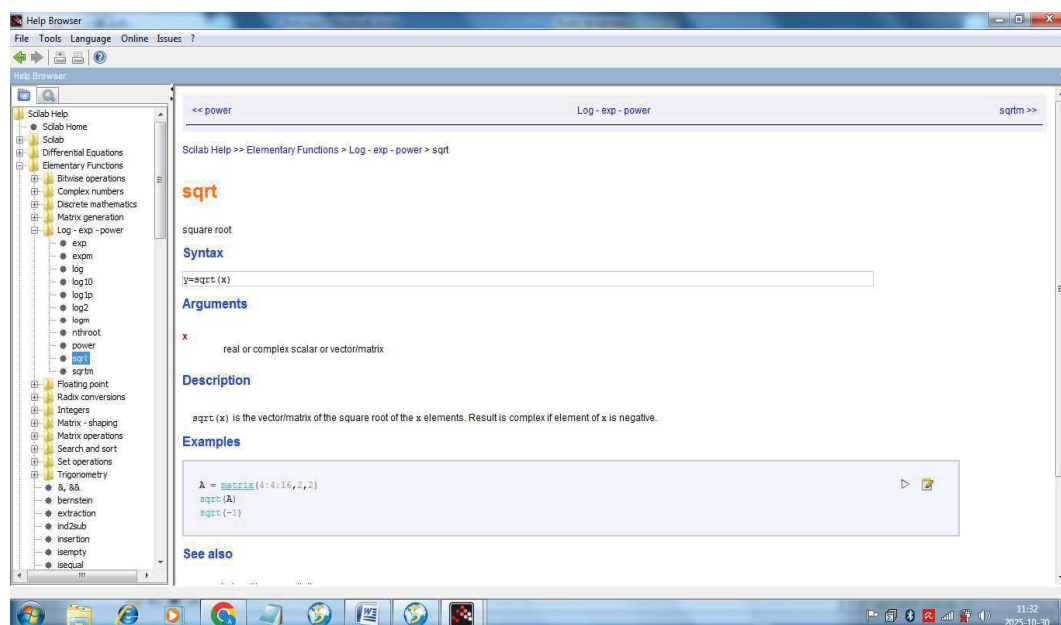 Help Browser
File Tools Language Online Issues ?
Help Browser
Scilab Help
Scilab Home
Scilab
Differential Equations
Elementary Functions
Bitwise operations
Complex numbers
Discrete mathematics
Matrix generation
Log - exp - power
exp
expm
log
log10
log1p
log2
logm
nthroot
power
sqrt
sqrtm
Floating point
Radix conversions
Integers
Matrix - shaping
Matrix operations
Search and sort
Set operations
Trigonometry
&, &&
bernstein
extraction
ind2sub
insertion
isempty
isequal
<< power Log - exp - power sqrtm >>
Scilab Help >> Elementary Functions > Log - exp - power > sqrt
sqrt
square root
Syntax
y=sqrt(x)
Arguments
x
real or complex scalar or vector/matrix
Description
sqrt(x) is the vector/matrix of the square root of the x elements. Result is complex if element of x is negative.
Examples
A = matrix(4:4:16,2,2)
sqrt(A)
sqrt(-1)
See also
11:32
2025-10-30